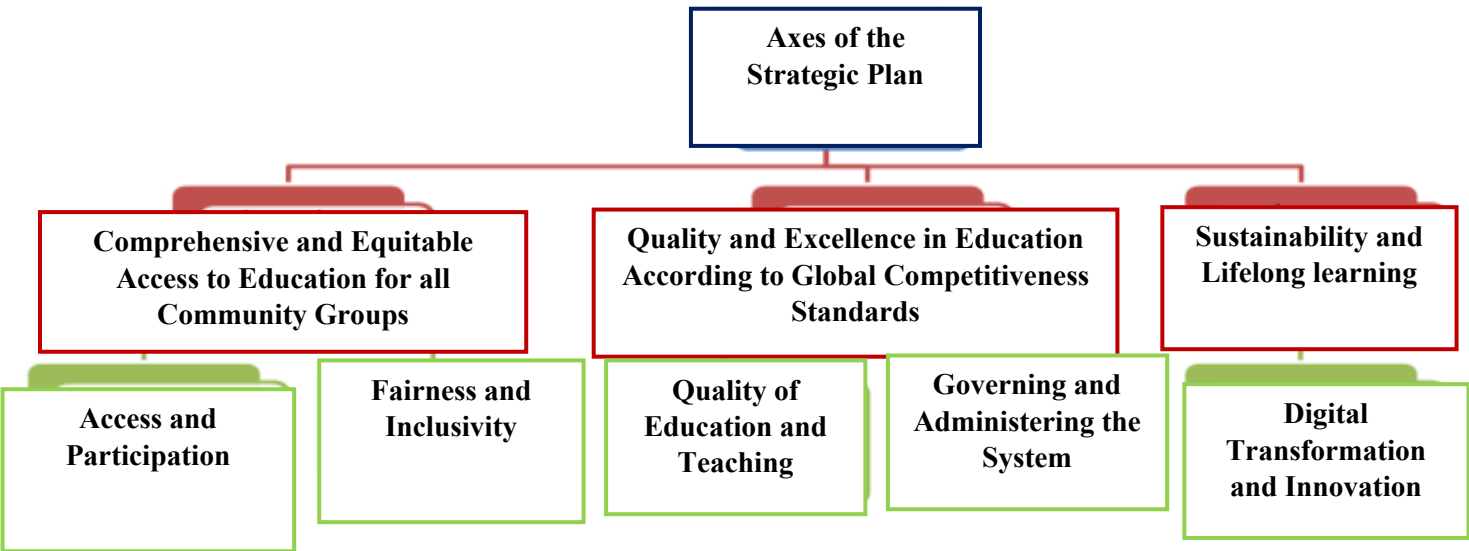 Axes of the
Strategic Plan
Comprehensive and Equitable
Access to Education for all
Community Groups
Quality and Excellence in Education
According to Global Competitiveness
Standards
Sustainability and
Lifelong learning
Access and
Participation
Fairness and
Inclusivity
Quality of
Education and
Teaching
Governing and
Administering the
System
Digital
Transformation
and Innovation